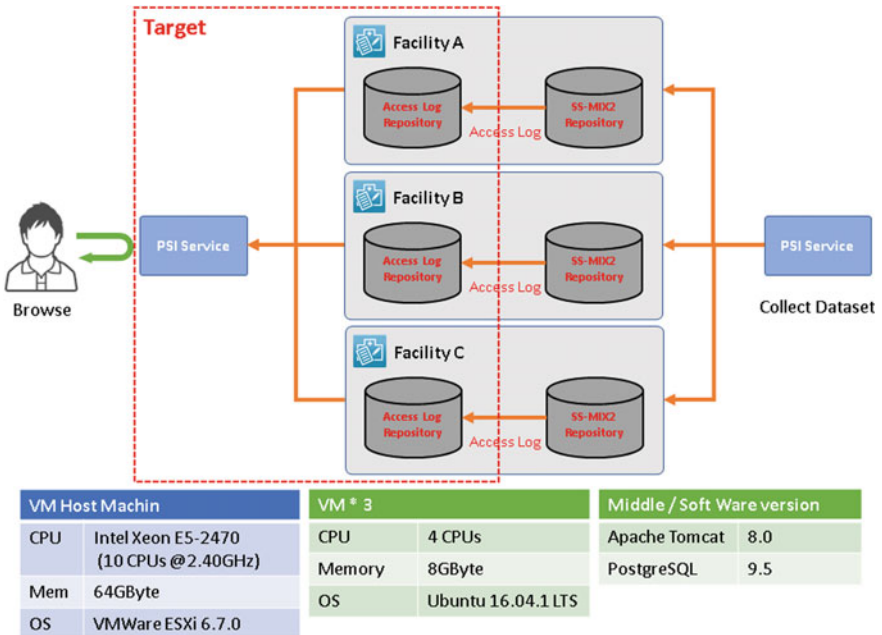 Target
Facility A
Access Log
Repository
Access Log
SS-MIX2
Repository
Facility B
Access Log
Repository
Access Log
SS-MIX2
Repository
Facility C
Access Log
Repository
Access Log
SS-MIX2
Repository
Browse
PSI Service
PSI Service
Collect Dataset
VM Host Machin
CPU Intel Xeon E5-2470
(10 CPUs @2.40GHz)
Mem 64GByte
OS VMWare ESXi 6.7.0
VM * 3
CPU 4 CPUs
Memory 8GByte
OS Ubuntu 16.04.1 LTS
Middle / Soft Ware version
Apache Tomcat 8.0
PostgreSQL 9.5